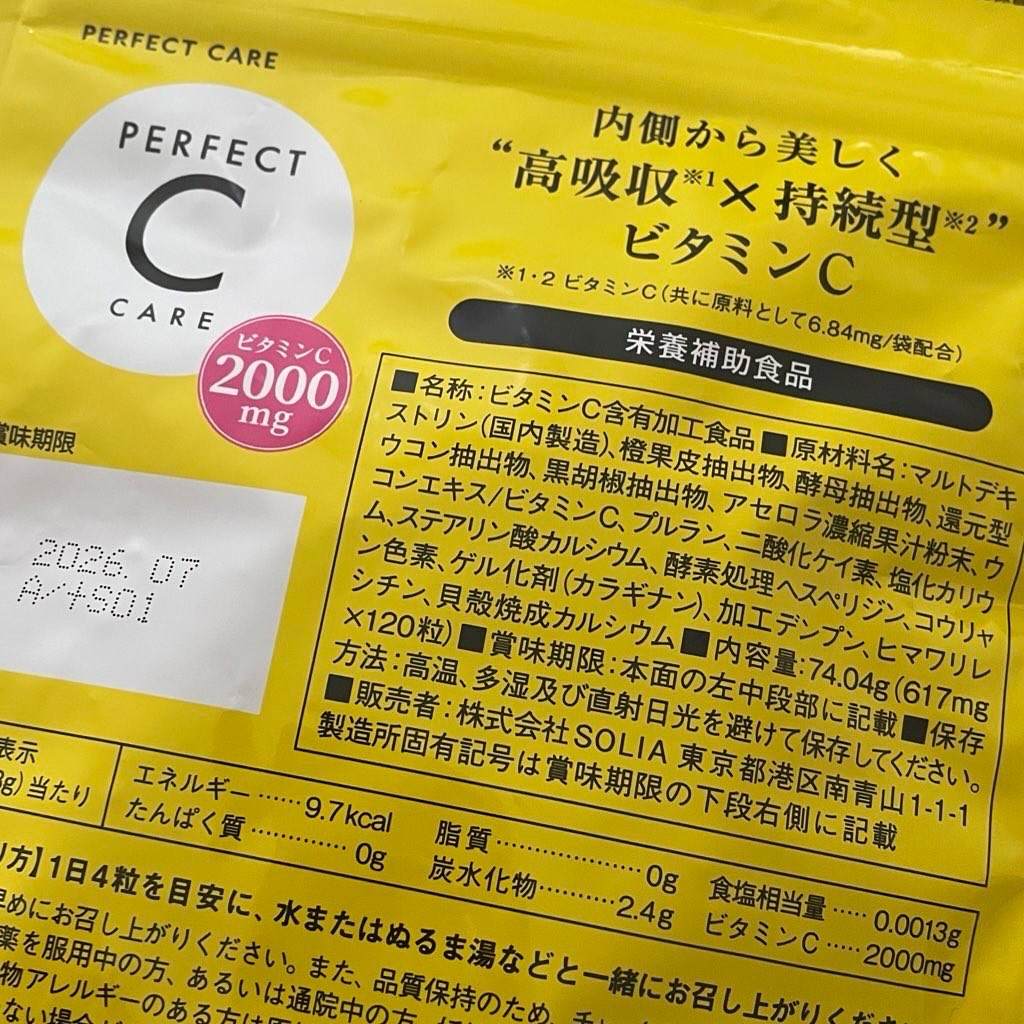 PERFECT CARE
PERFECT
C
CARE
ビタミンC
2000
mg
内側から美しく
“高吸収※1×持続型※2”
ビタミンC
※1・2 ビタミンC(共に原料として6.84mg/袋配合)
栄養補助食品
■名称:ビタミンC含有加工食品■原材料名:マルトデキ
ストリン(国内製造)、橙果皮抽出物、酵母抽出物、還元型
ウコン抽出物、黒胡椒抽出物、アセロラ濃縮果汁粉末、ウ
コンエキス/ビタミンC、プルラン、二酸化ケイ素、塩化カリウ
ム、ステアリン酸カルシウム、酵素処理ヘスペリジン、コウリャ
ン色素、ゲル化剤(カラギナン)、加工デンプン、ヒマワリレ
シチン、貝殻焼成カルシウム■内容量:74.04g(617mg
×120粒)■賞味期限:本面の左中段部に記載■保存
方法:高温、多湿及び直射日光を避けて保存してください。
■販売者:株式会社SOLIA 東京都港区南青山1-1-1
製造所固有記号は賞味期限の下段右側に記載
賞味期限
2026.07
A/+S01
表示
g)当たり
エネルギー……9.7kcal
たんぱく質…………0g
脂質………………0g
炭水化物………2.4g
食塩相当量……0.0013g
ビタミンC……2000mg
り方】1日4粒を目安に、水またはぬるま湯などと一緒にお召し上がりくださ
早めにお召し上がりください。また、品質保持のため、チ
薬を服用中の方、あるいは通院中の方、
物アレルギーのある方は
ない場合が